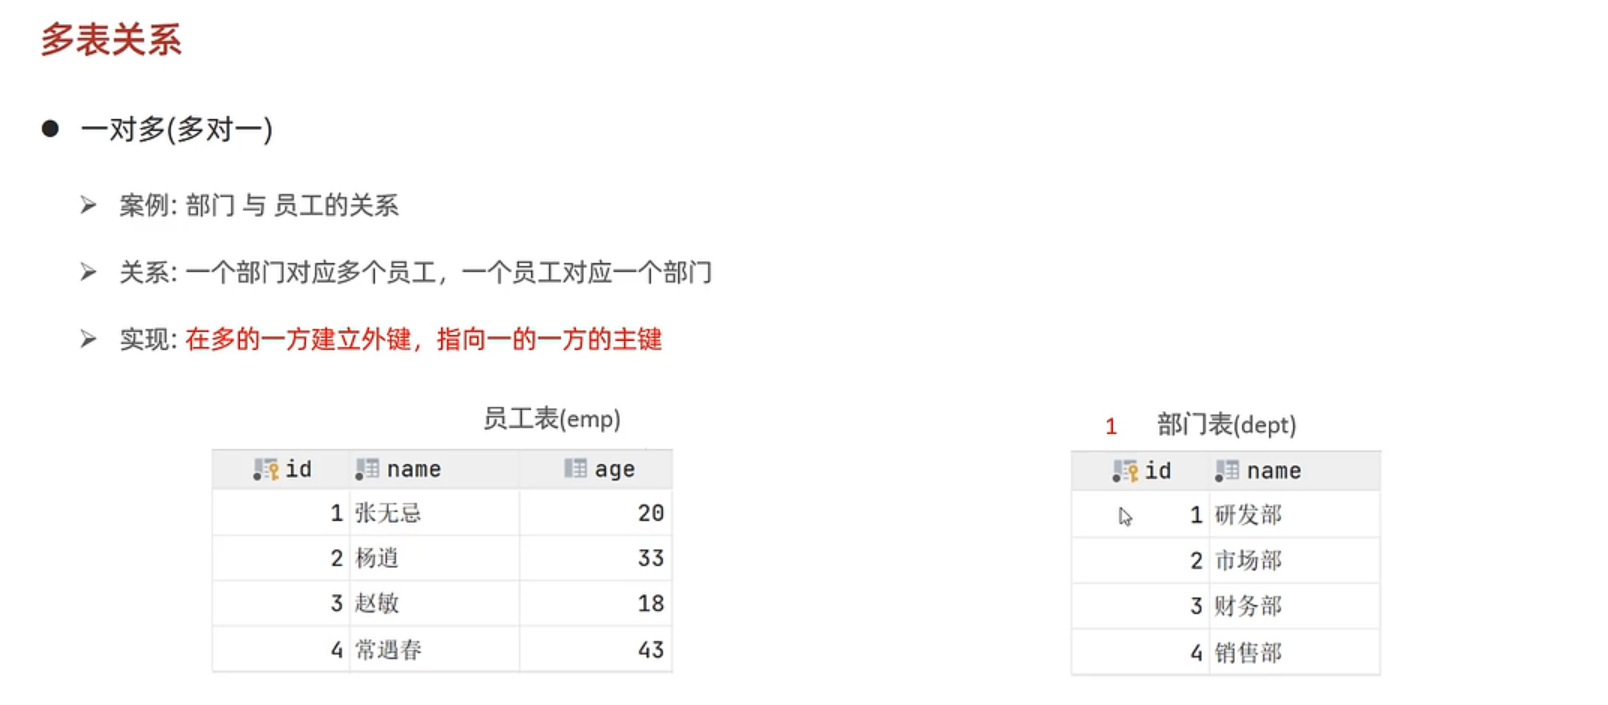 多表关系
一对多(多对一)
案例: 部门 与 员工的关系
关系: 一个部门对应多个员工，一个员工对应一个部门
实现: 在多的一方建立外键，指向一的一方的主键
员工表(emp)
id name age
1 张无忌 20
2 杨逍 33
3 赵敏 18
4 常遇春 43
1 部门表(dept)
id name
1 研发部
2 市场部
3 财务部
4 销售部